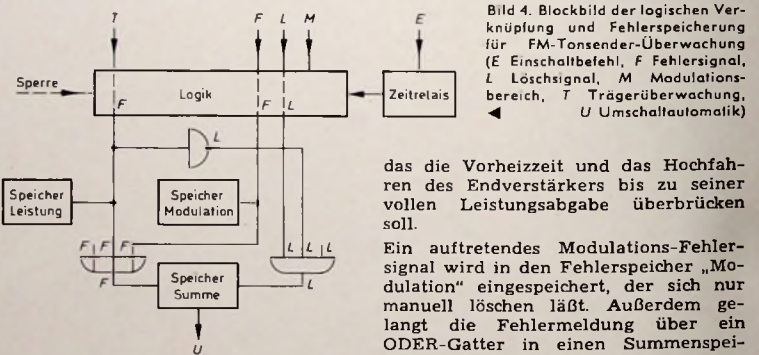 T F L M E
Sperre
Logik
Zeitrelais
F F L
L
Speicher
Leistung
Speicher
Modulation
F F F L L L
F L
Speicher
Summe
U
Bild 4. Blockbild der logischen Ver-
knüpfung und Fehlerspeicherung
für FM-Tonsender-Überwachung
(E Einschaltbefehl, F Fehlersignal,
L Löschsignal, M Modulations-
bereich, T Trägerüberwachung,
◀ U Umschaltautomatik)
das die Vorheizzeit und das Hochfah-
ren des Endverstärkers bis zu seiner
vollen Leistungsabgabe überbrücken
soll.
Ein auftretendes Modulations-Fehler-
signal wird in den Fehlerspeicher „Mo-
dulation" eingespeichert, der sich nur
manuell löschen läßt. Außerdem ge-
langt die Fehlermeldung über ein
ODER-Gatter in einen Summenspei-